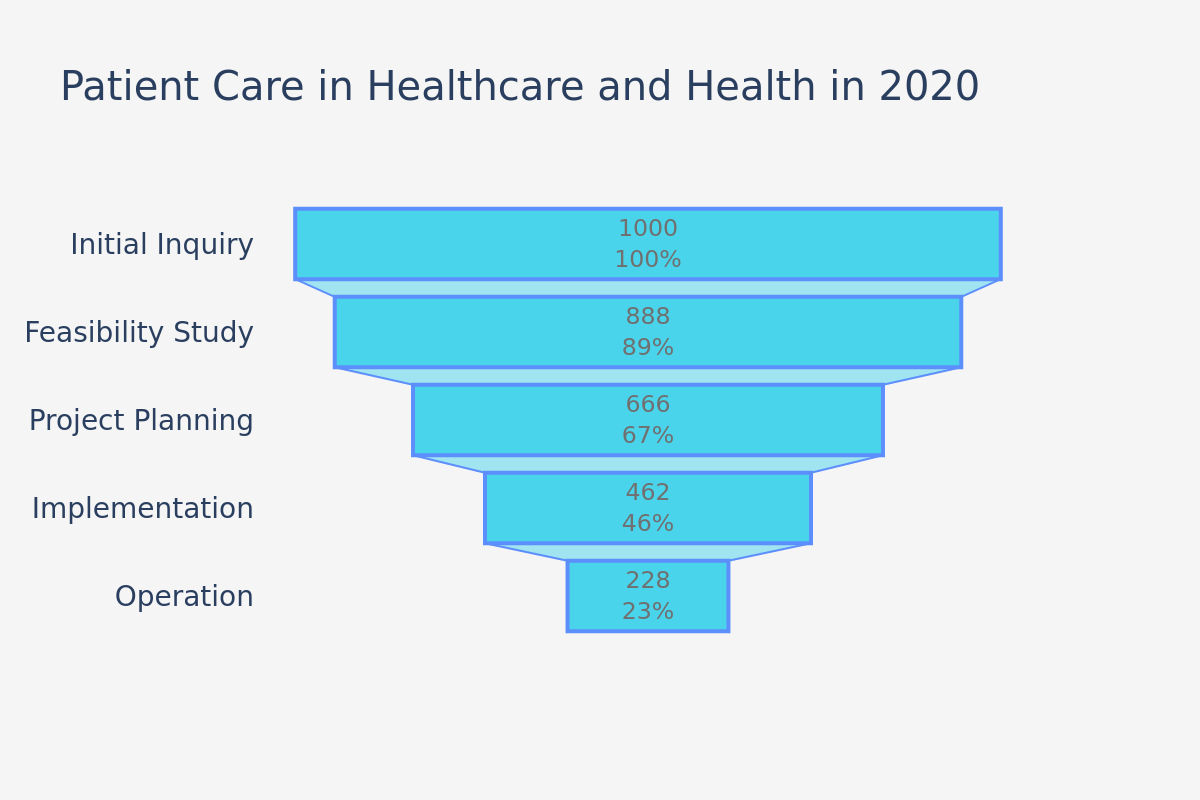 Patient Care in Healthcare and Health in 2020
Initial Inquiry
1000
100%
Feasibility Study
888
89%
Project Planning
666
67%
Implementation
462
46%
Operation
228
23%